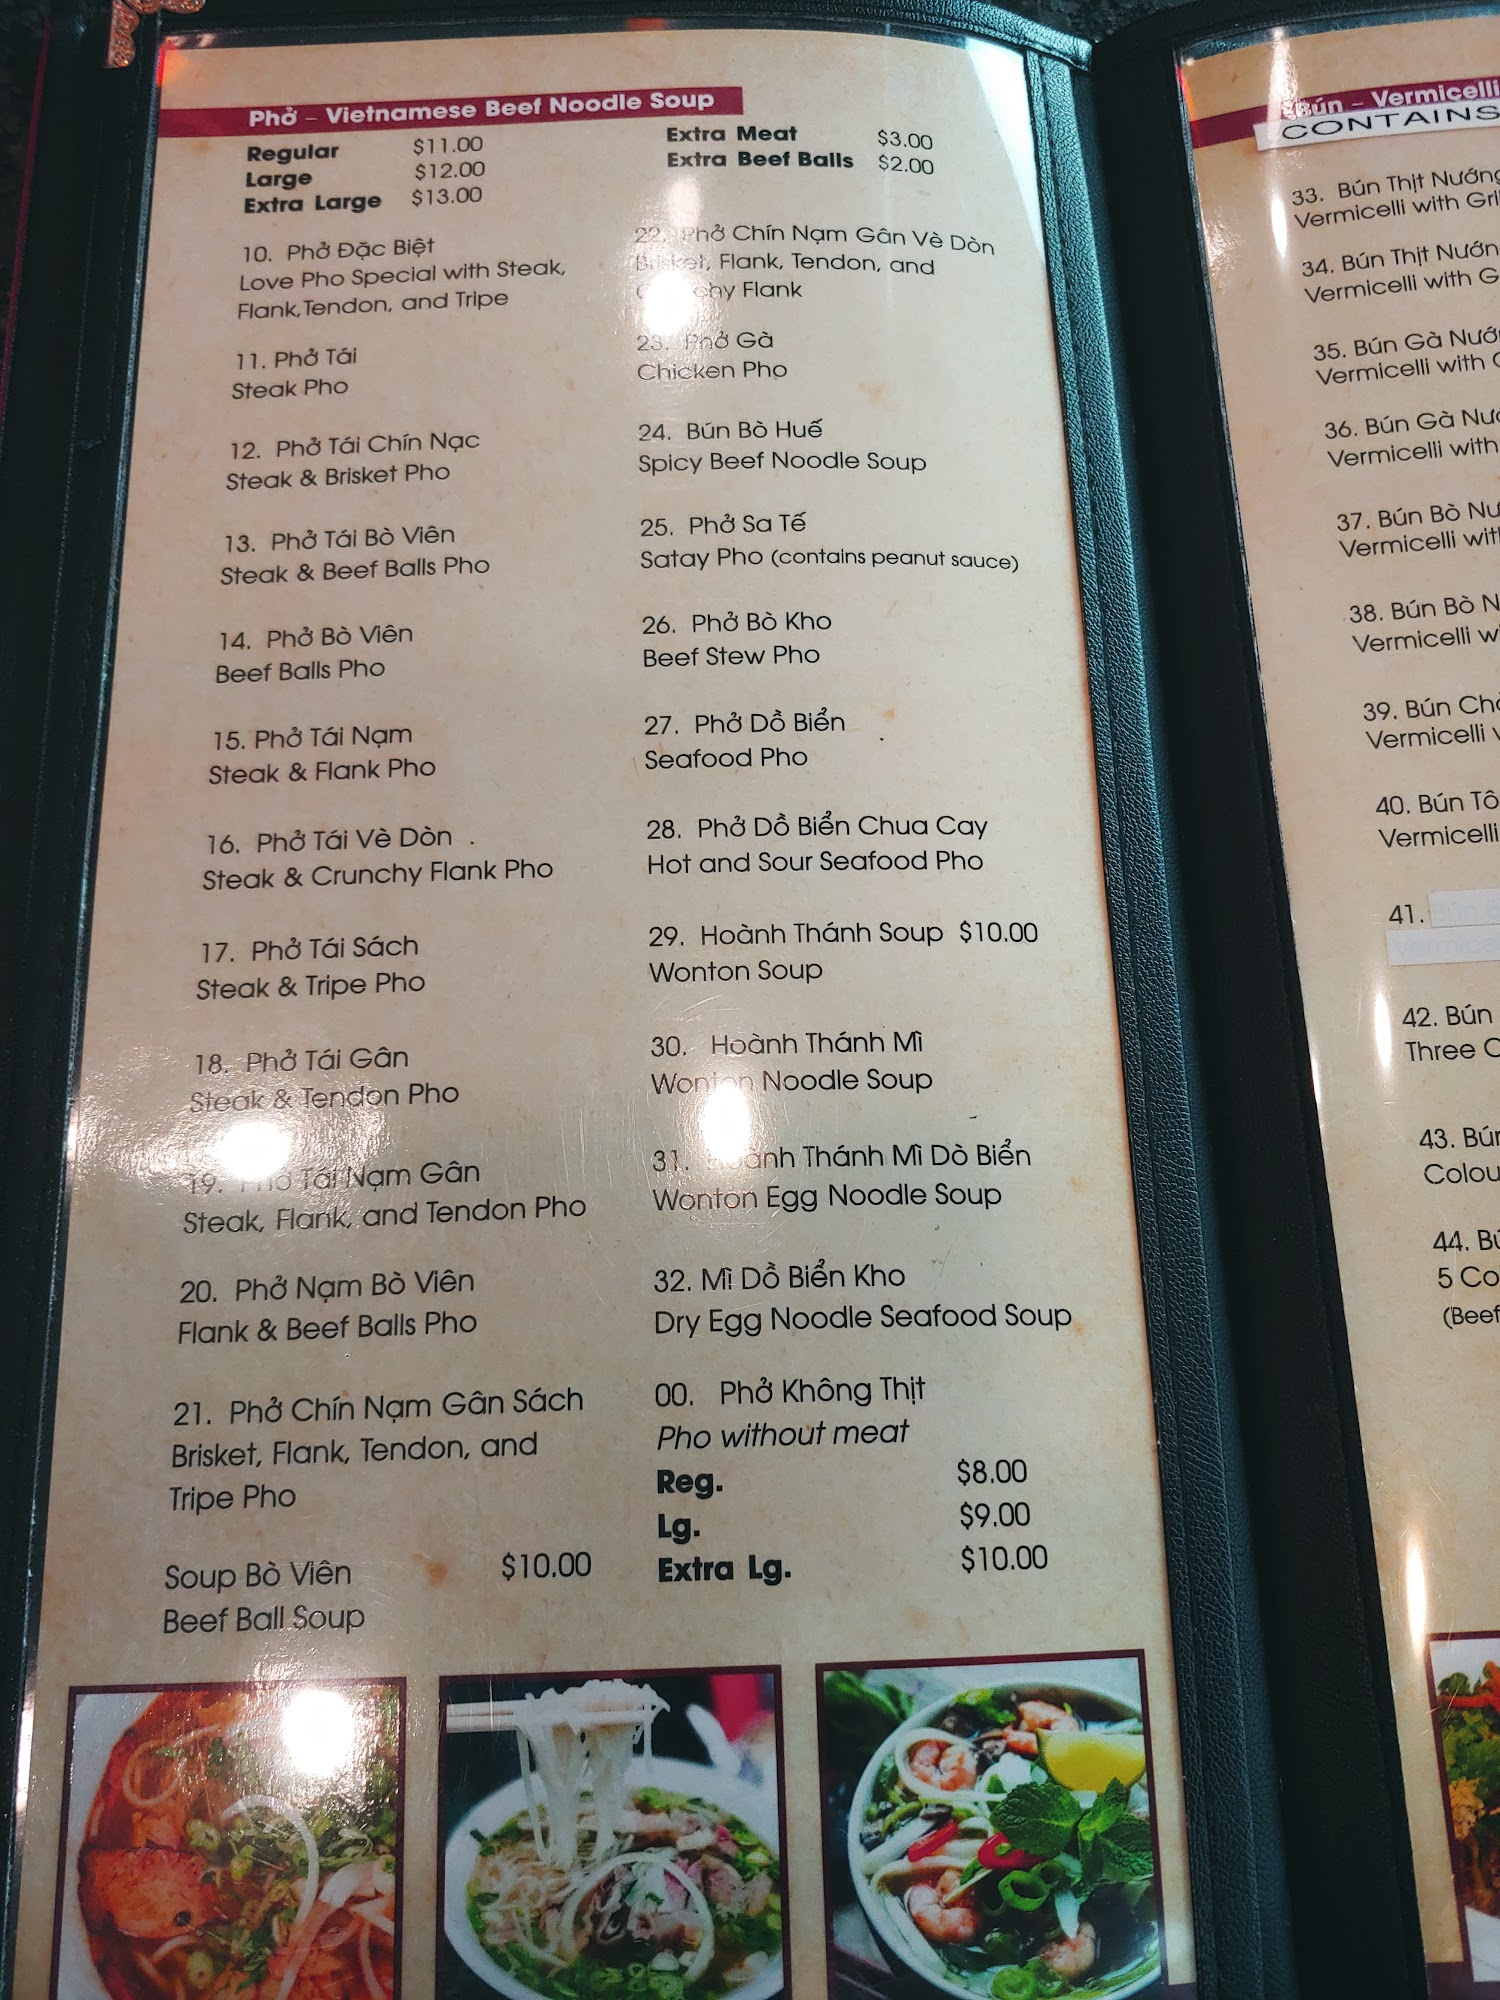 Phở – Vietnamese Beef Noodle Soup
Regular $11.00
Large $12.00
Extra Large $13.00
Extra Meat $3.00
Extra Beef Balls $2.00
10. Phở Đặc Biệt
Love Pho Special with Steak,
Flank,Tendon, and Tripe
11. Phở Tái
Steak Pho
12. Phở Tái Chín Nạc
Steak & Brisket Pho
13. Phở Tái Bò Viên
Steak & Beef Balls Pho
14. Phở Bò Viên
Beef Balls Pho
15. Phở Tái Nạm
Steak & Flank Pho
16. Phở Tái Vè Dòn
Steak & Crunchy Flank Pho
17. Phở Tái Sách
Steak & Tripe Pho
18. Phở Tái Gân
Steak & Tendon Pho
19. Phở Tái Nạm Gân
Steak, Flank, and Tendon Pho
20. Phở Nạm Bò Viên
Flank & Beef Balls Pho
21. Phở Chín Nạm Gân Sách
Brisket, Flank, Tendon, and
Tripe Pho
Soup Bò Viên $10.00
Beef Ball Soup
22. Phở Chín Nạm Gân Vè Dòn
Brisket, Flank, Tendon, and
Crunchy Flank
23. Phở Gà
Chicken Pho
24. Bún Bò Huế
Spicy Beef Noodle Soup
25. Phở Sa Tế
Satay Pho (contains peanut sauce)
26. Phở Bò Kho
Beef Stew Pho
27. Phở Dồ Biển
Seafood Pho
28. Phở Dồ Biển Chua Cay
Hot and Sour Seafood Pho
29. Hoành Thánh Soup $10.00
Wonton Soup
30. Hoành Thánh Mì
Wonton Noodle Soup
31. Hoành Thánh Mì Dò Biển
Wonton Egg Noodle Soup
32. Mì Dồ Biển Kho
Dry Egg Noodle Seafood Soup
00. Phở Không Thịt
Pho without meat
Reg. $8.00
Lg. $9.00
Extra Lg. $10.00
Bún – Vermicelli
CONTAINS
33. Bún Thịt Nướng
Vermicelli with
34. Bún Thịt
Vermicelli with
35. Bún Gà
Vermicelli with
36. Bún Gà
Vermicelli with
37. Bún Bò
Vermicelli
38. Bún Bò
Vermicelli
39. Bún
Vermicelli
40. Bún
Vermicelli
41.
42. Bún
Three
43.
44.
5